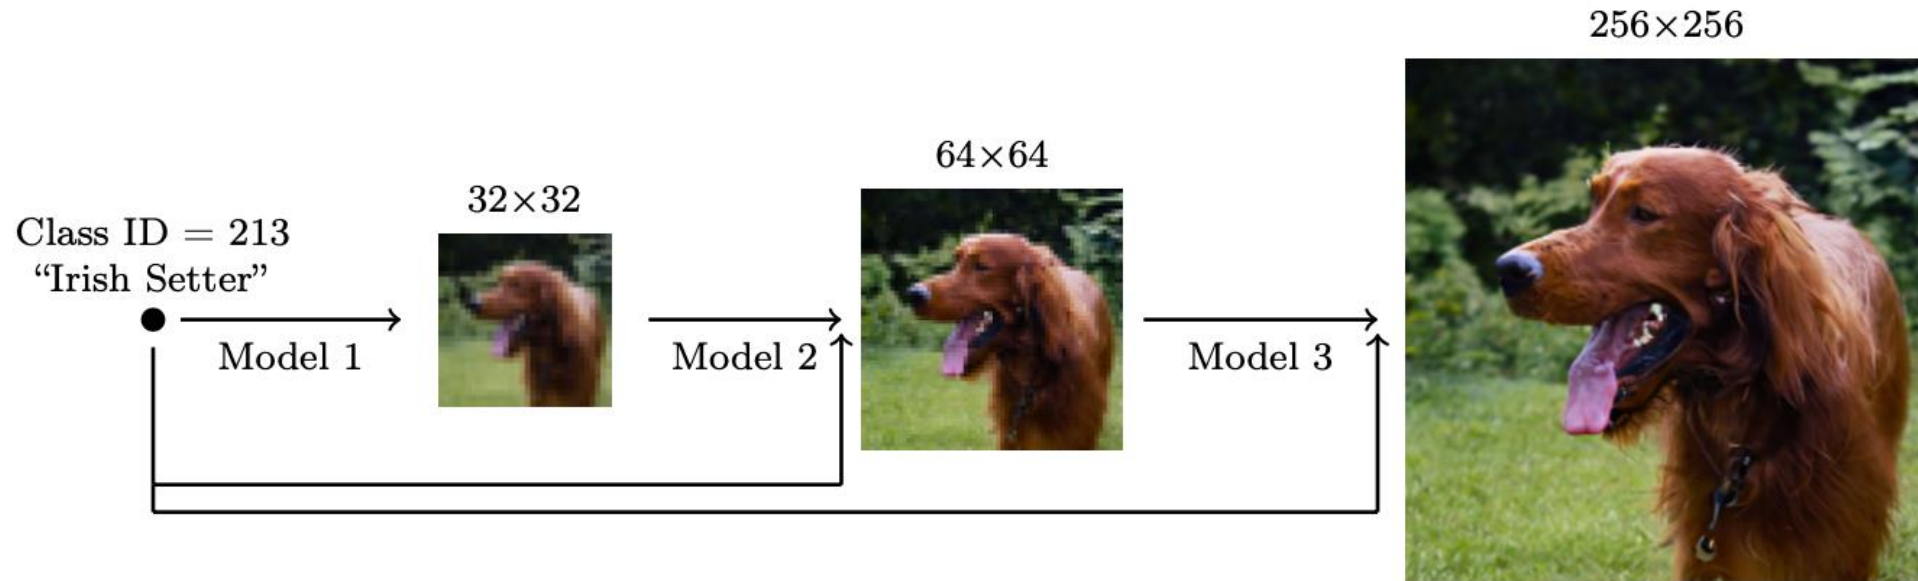 Class ID = 213
“Irish Setter”
Model 1
32×32
Model 2
64×64
Model 3
256×256